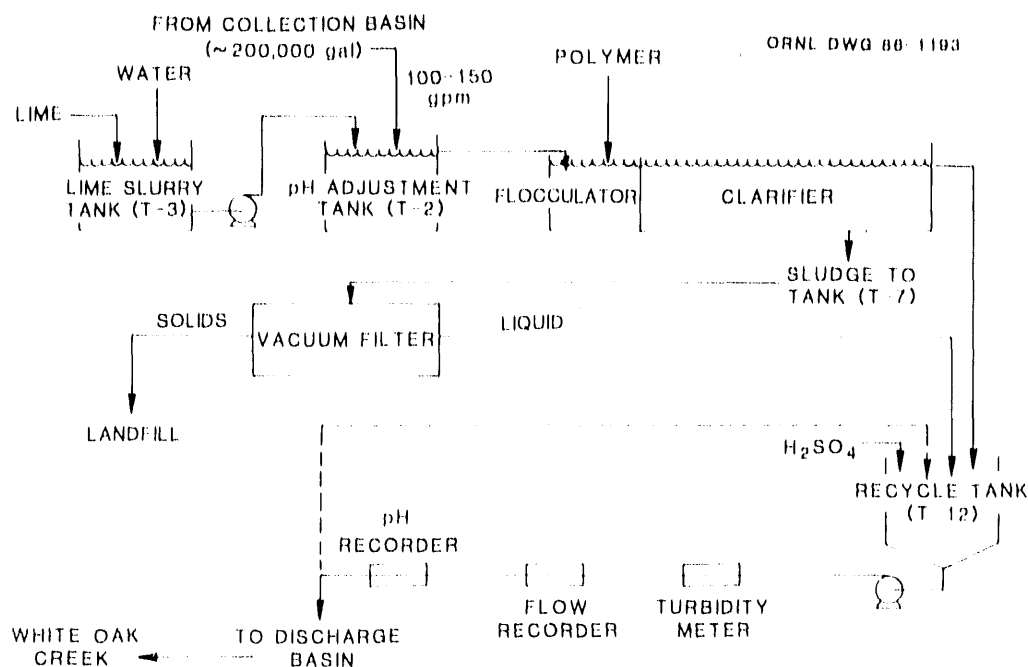 FROM COLLECTION BASIN
(~200,000 gal)
ORNL DWG 86-1193
POLYMER
WATER
100-150
gpm
LIME
LIME SLURRY
TANK (T-3)
pH ADJUSTMENT
TANK (T-2)
FLOCCULATOR
CLARIFIER
SLUDGE TO
TANK (T-7)
SOLIDS
LIQUID
VACUUM FILTER
LANDFILL
H₂SO₄
RECYCLE TANK
(T-12)
pH
RECORDER
FLOW
RECORDER
TURBIDITY
METER
WHITE OAK
CREEK
TO DISCHARGE
BASIN